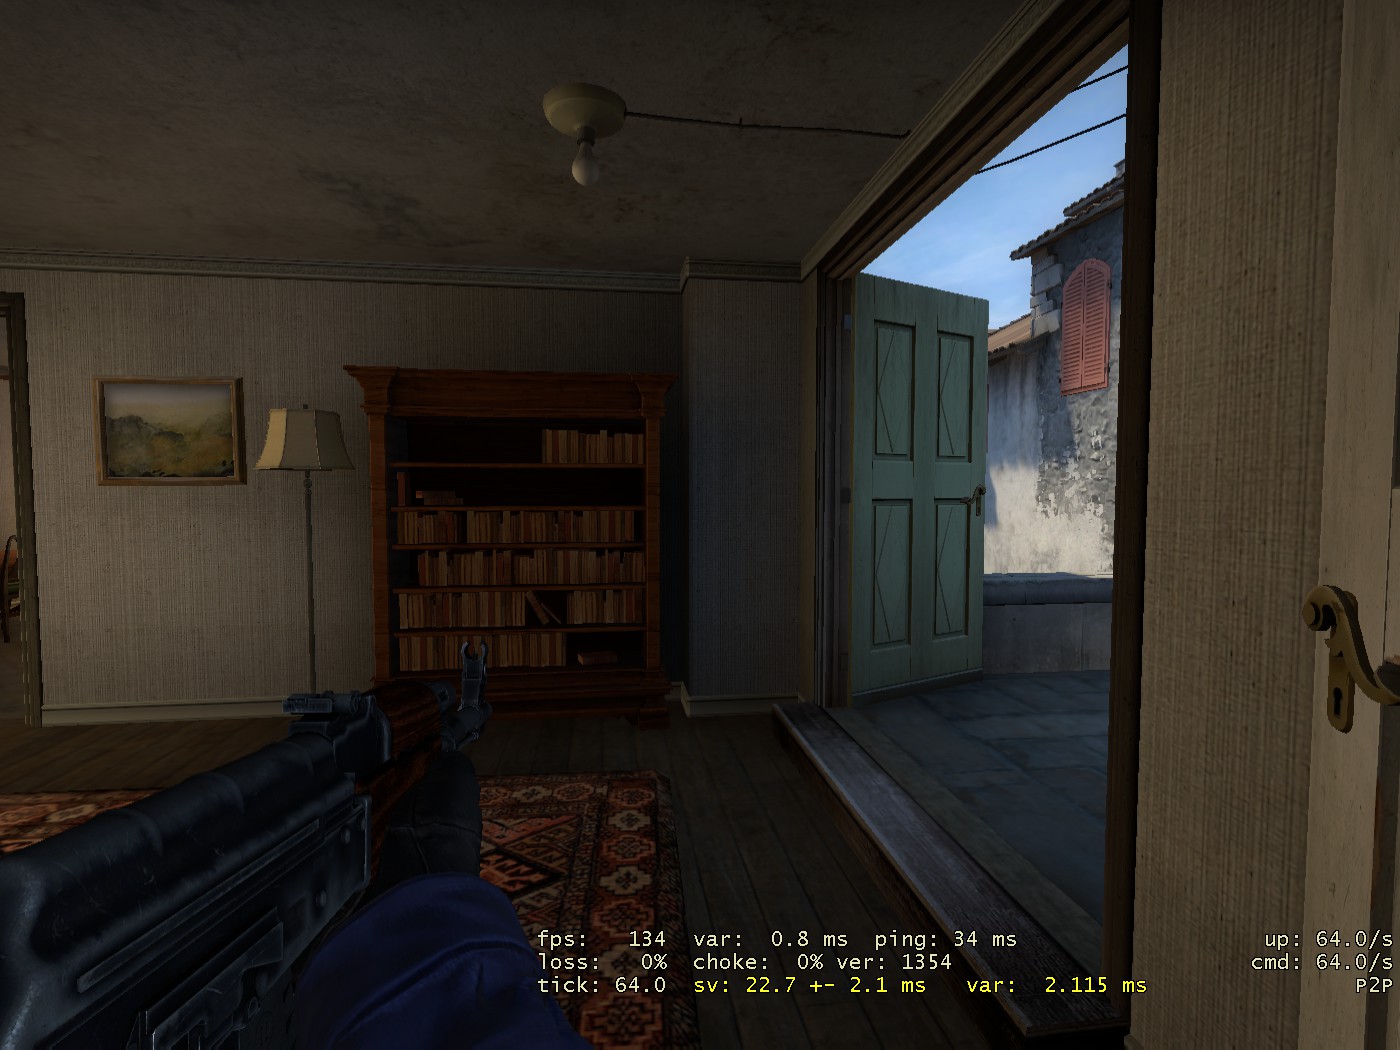 fps: 134 var: 0.8 ms ping: 34 ms up: 64.0/s
loss: 0% choke: 0% ver: 1354 cmd: 64.0/s
tick: 64.0 sv: 22.7 +- 2.1 ms var: 2.115 ms P2P